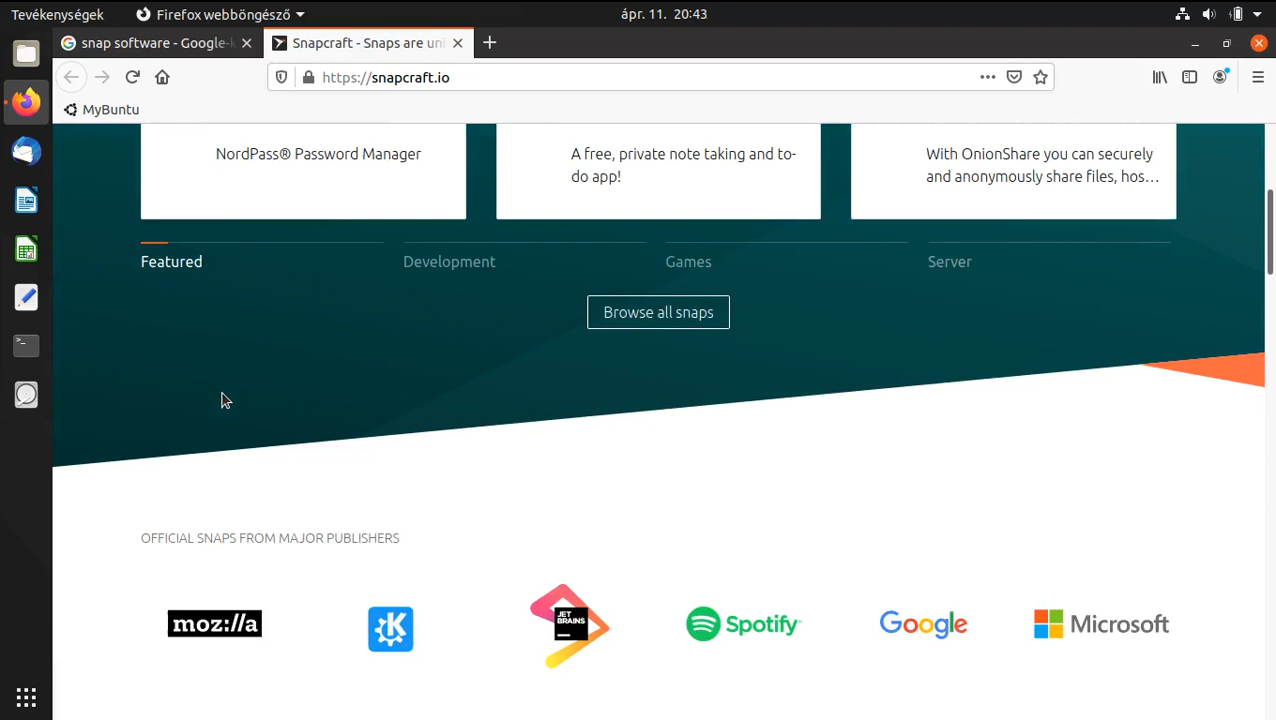 Tevékenységek
Firefox webböngésző
ápr. 11. 20:43
snap software - Google-k
Snapcraft - Snaps are uni
https://snapcraft.io
MyBuntu
NordPass® Password Manager
A free, private note taking and to-
do app!
With OnionShare you can securely
and anonymously share files, hos…
Featured
Development
Games
Server
Browse all snaps
OFFICIAL SNAPS FROM MAJOR PUBLISHERS
moz://a
K
JET
BRAINS
Spotify
Google
Microsoft